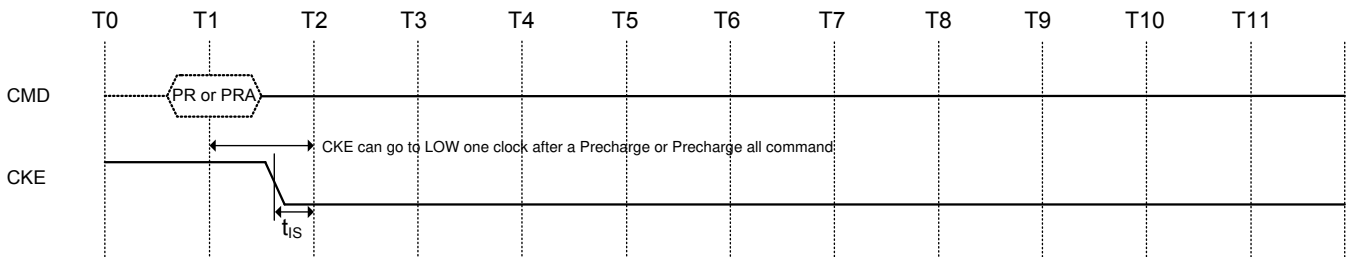 T0 T1 T2 T3 T4 T5 T6 T7 T8 T9 T10 T11
CMD PR or PRA
CKE can go to LOW one clock after a Precharge or Precharge all command
CKE
tIS